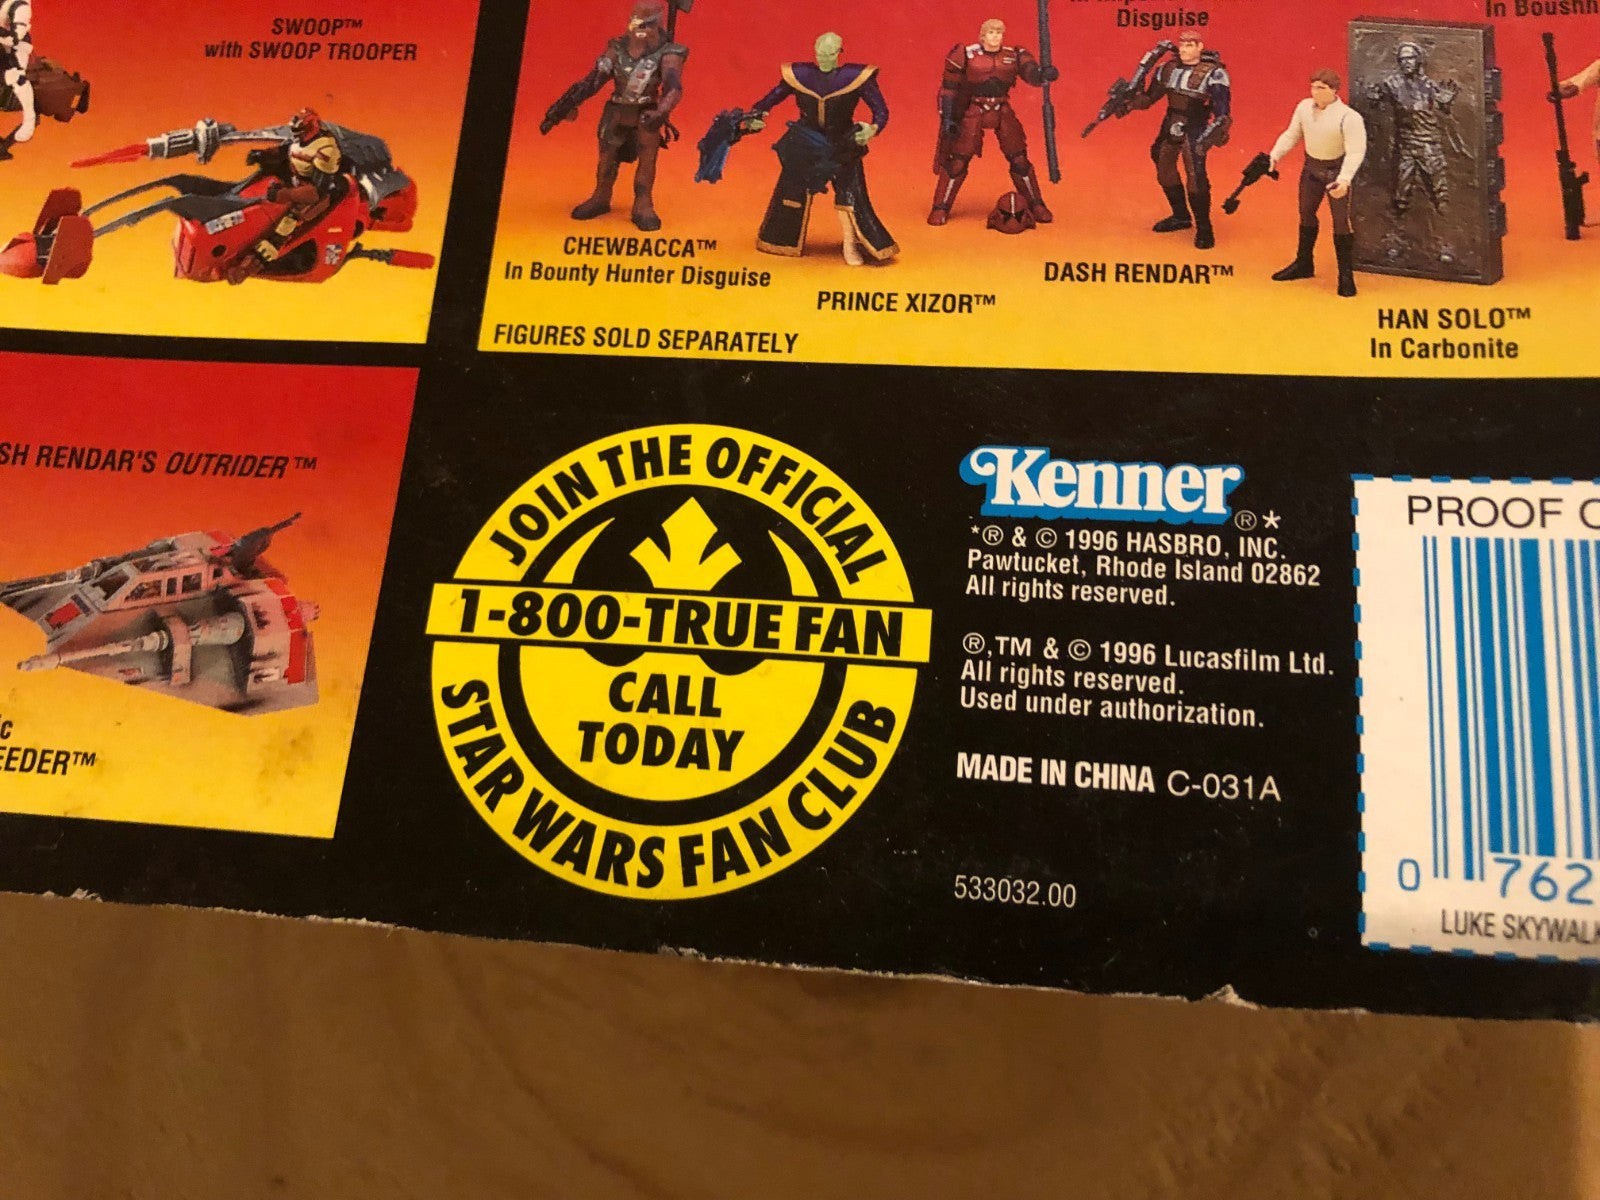 SWOOP™
with SWOOP TROOPER
Disguise
In Boushh
CHEWBACCA™
In Bounty Hunter Disguise
PRINCE XIZOR™
DASH RENDAR™
HAN SOLO™
In Carbonite
FIGURES SOLD SEPARATELY
SH RENDAR'S OUTRIDER™
EEDER™
JOIN THE OFFICIAL
1-800-TRUE FAN
CALL
TODAY
STAR WARS FAN CLUB
Kenner®*
*® & © 1996 HASBRO, INC.
Pawtucket, Rhode Island 02862
All rights reserved.
®,TM & © 1996 Lucasfilm Ltd.
All rights reserved.
Used under authorization.
MADE IN CHINA C-031A
533032.00
PROOF O
0 762
LUKE SKYWALK